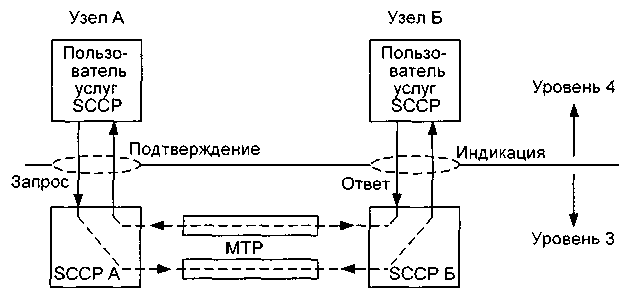 Узел А
Узел Б
Пользо-
ватель
услуг
SCCP
Пользо-
ватель
услуг
SCCP
Уровень 4
Подтверждение
Индикация
Запрос
Ответ
МТР
Уровень 3
SCCP А
SCCP Б